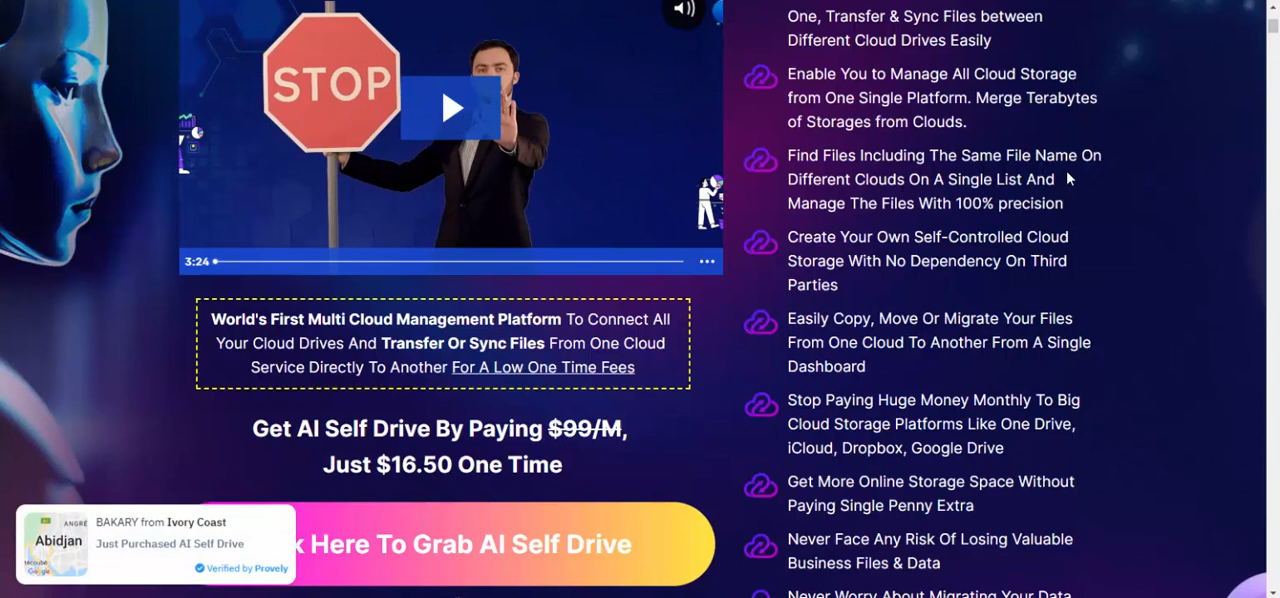 STOP
3:24
World's First Multi Cloud Management Platform To Connect All
Your Cloud Drives And Transfer Or Sync Files From One Cloud
Service Directly To Another For A Low One Time Fees
Get AI Self Drive By Paying $99/M,
Just $16.50 One Time
k Here To Grab AI Self Drive
ANGRÉ
Abidjan
Google
BAKARY from Ivory Coast
Just Purchased AI Self Drive
Verified by Provely
One, Transfer & Sync Files between
Different Cloud Drives Easily
Enable You to Manage All Cloud Storage
from One Single Platform. Merge Terabytes
of Storages from Clouds.
Find Files Including The Same File Name On
Different Clouds On A Single List And
Manage The Files With 100% precision
Create Your Own Self-Controlled Cloud
Storage With No Dependency On Third
Parties
Easily Copy, Move Or Migrate Your Files
From One Cloud To Another From A Single
Dashboard
Stop Paying Huge Money Monthly To Big
Cloud Storage Platforms Like One Drive,
iCloud, Dropbox, Google Drive
Get More Online Storage Space Without
Paying Single Penny Extra
Never Face Any Risk Of Losing Valuable
Business Files & Data
Never Worry About Migrating Your Data